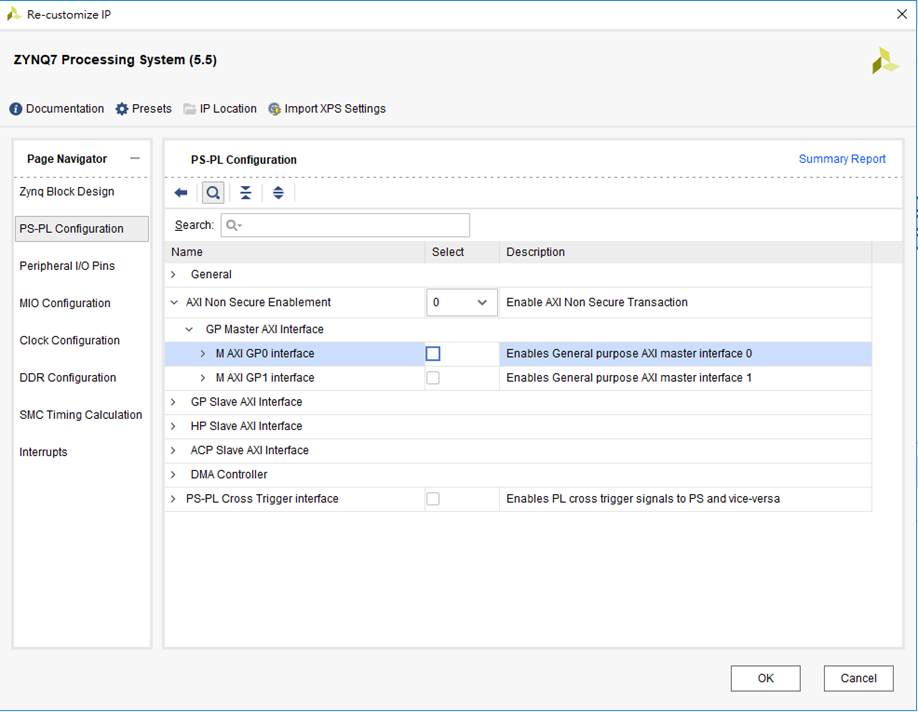 Re-customize IP
ZYNQ7 Processing System (5.5)
Documentation Presets IP Location Import XPS Settings
Page Navigator
Zynq Block Design
PS-PL Configuration
Peripheral I/O Pins
MIO Configuration
Clock Configuration
DDR Configuration
SMC Timing Calculation
Interrupts
PS-PL Configuration Summary Report
Search:
Name Select Description
General
AXI Non Secure Enablement 0 Enable AXI Non Secure Transaction
GP Master AXI Interface
M AXI GP0 interface Enables General purpose AXI master interface 0
M AXI GP1 interface Enables General purpose AXI master interface 1
GP Slave AXI Interface
HP Slave AXI Interface
ACP Slave AXI Interface
DMA Controller
PS-PL Cross Trigger interface Enables PL cross trigger signals to PS and vice-versa
OK Cancel